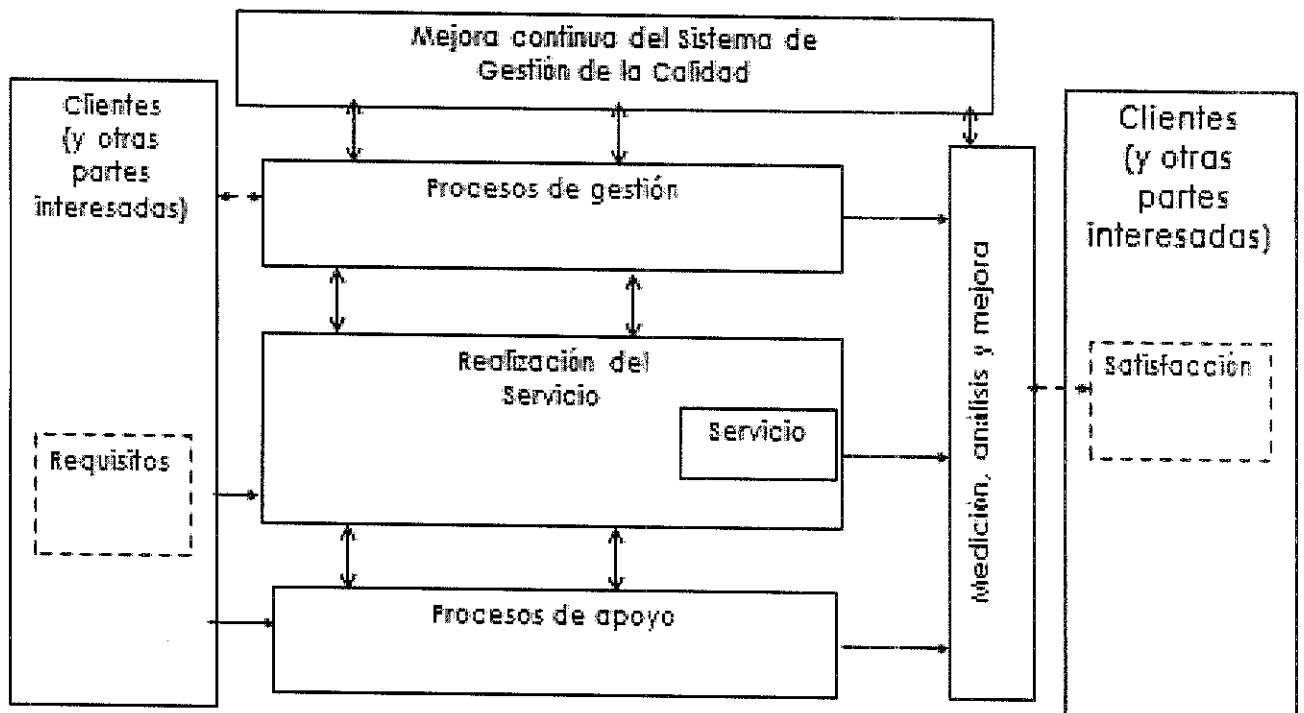 Mejora continua del Sistema de
Gestión de la Calidad
Clientes
(y otras
partes
interesadas)
Requisitos
Procesos de gestión
Realización del
Servicio
Servicio
Procesos de apoyo
Medición, análisis y mejora
Clientes
(y otras
partes
interesadas)
Satisfacción